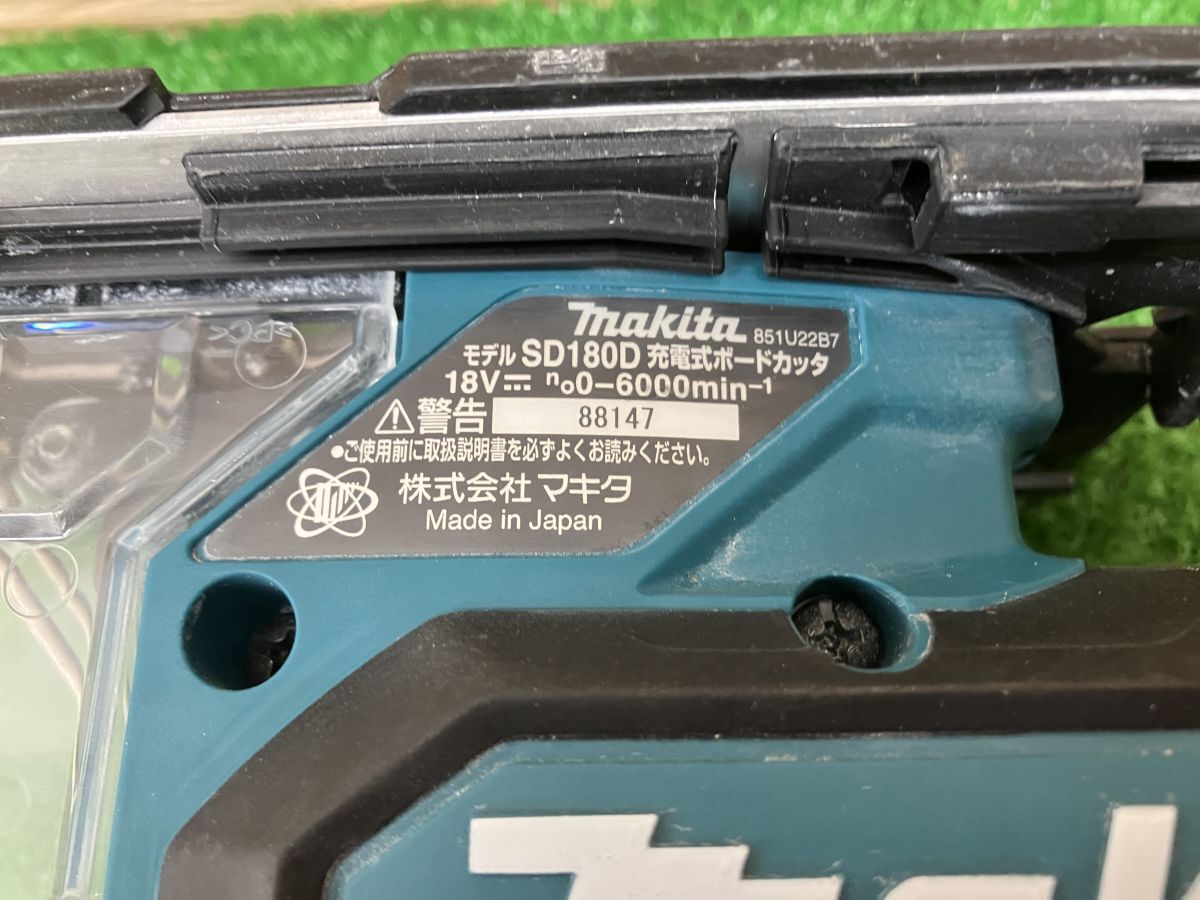 makita 851U22B7
モデル SD180D 充電式ボードカッタ
18V⎓ n₀0-6000min⁻¹
⚠警告 88147
●ご使用前に取扱説明書を必ずよくお読みください。
株式会社 マキタ
Made in Japan